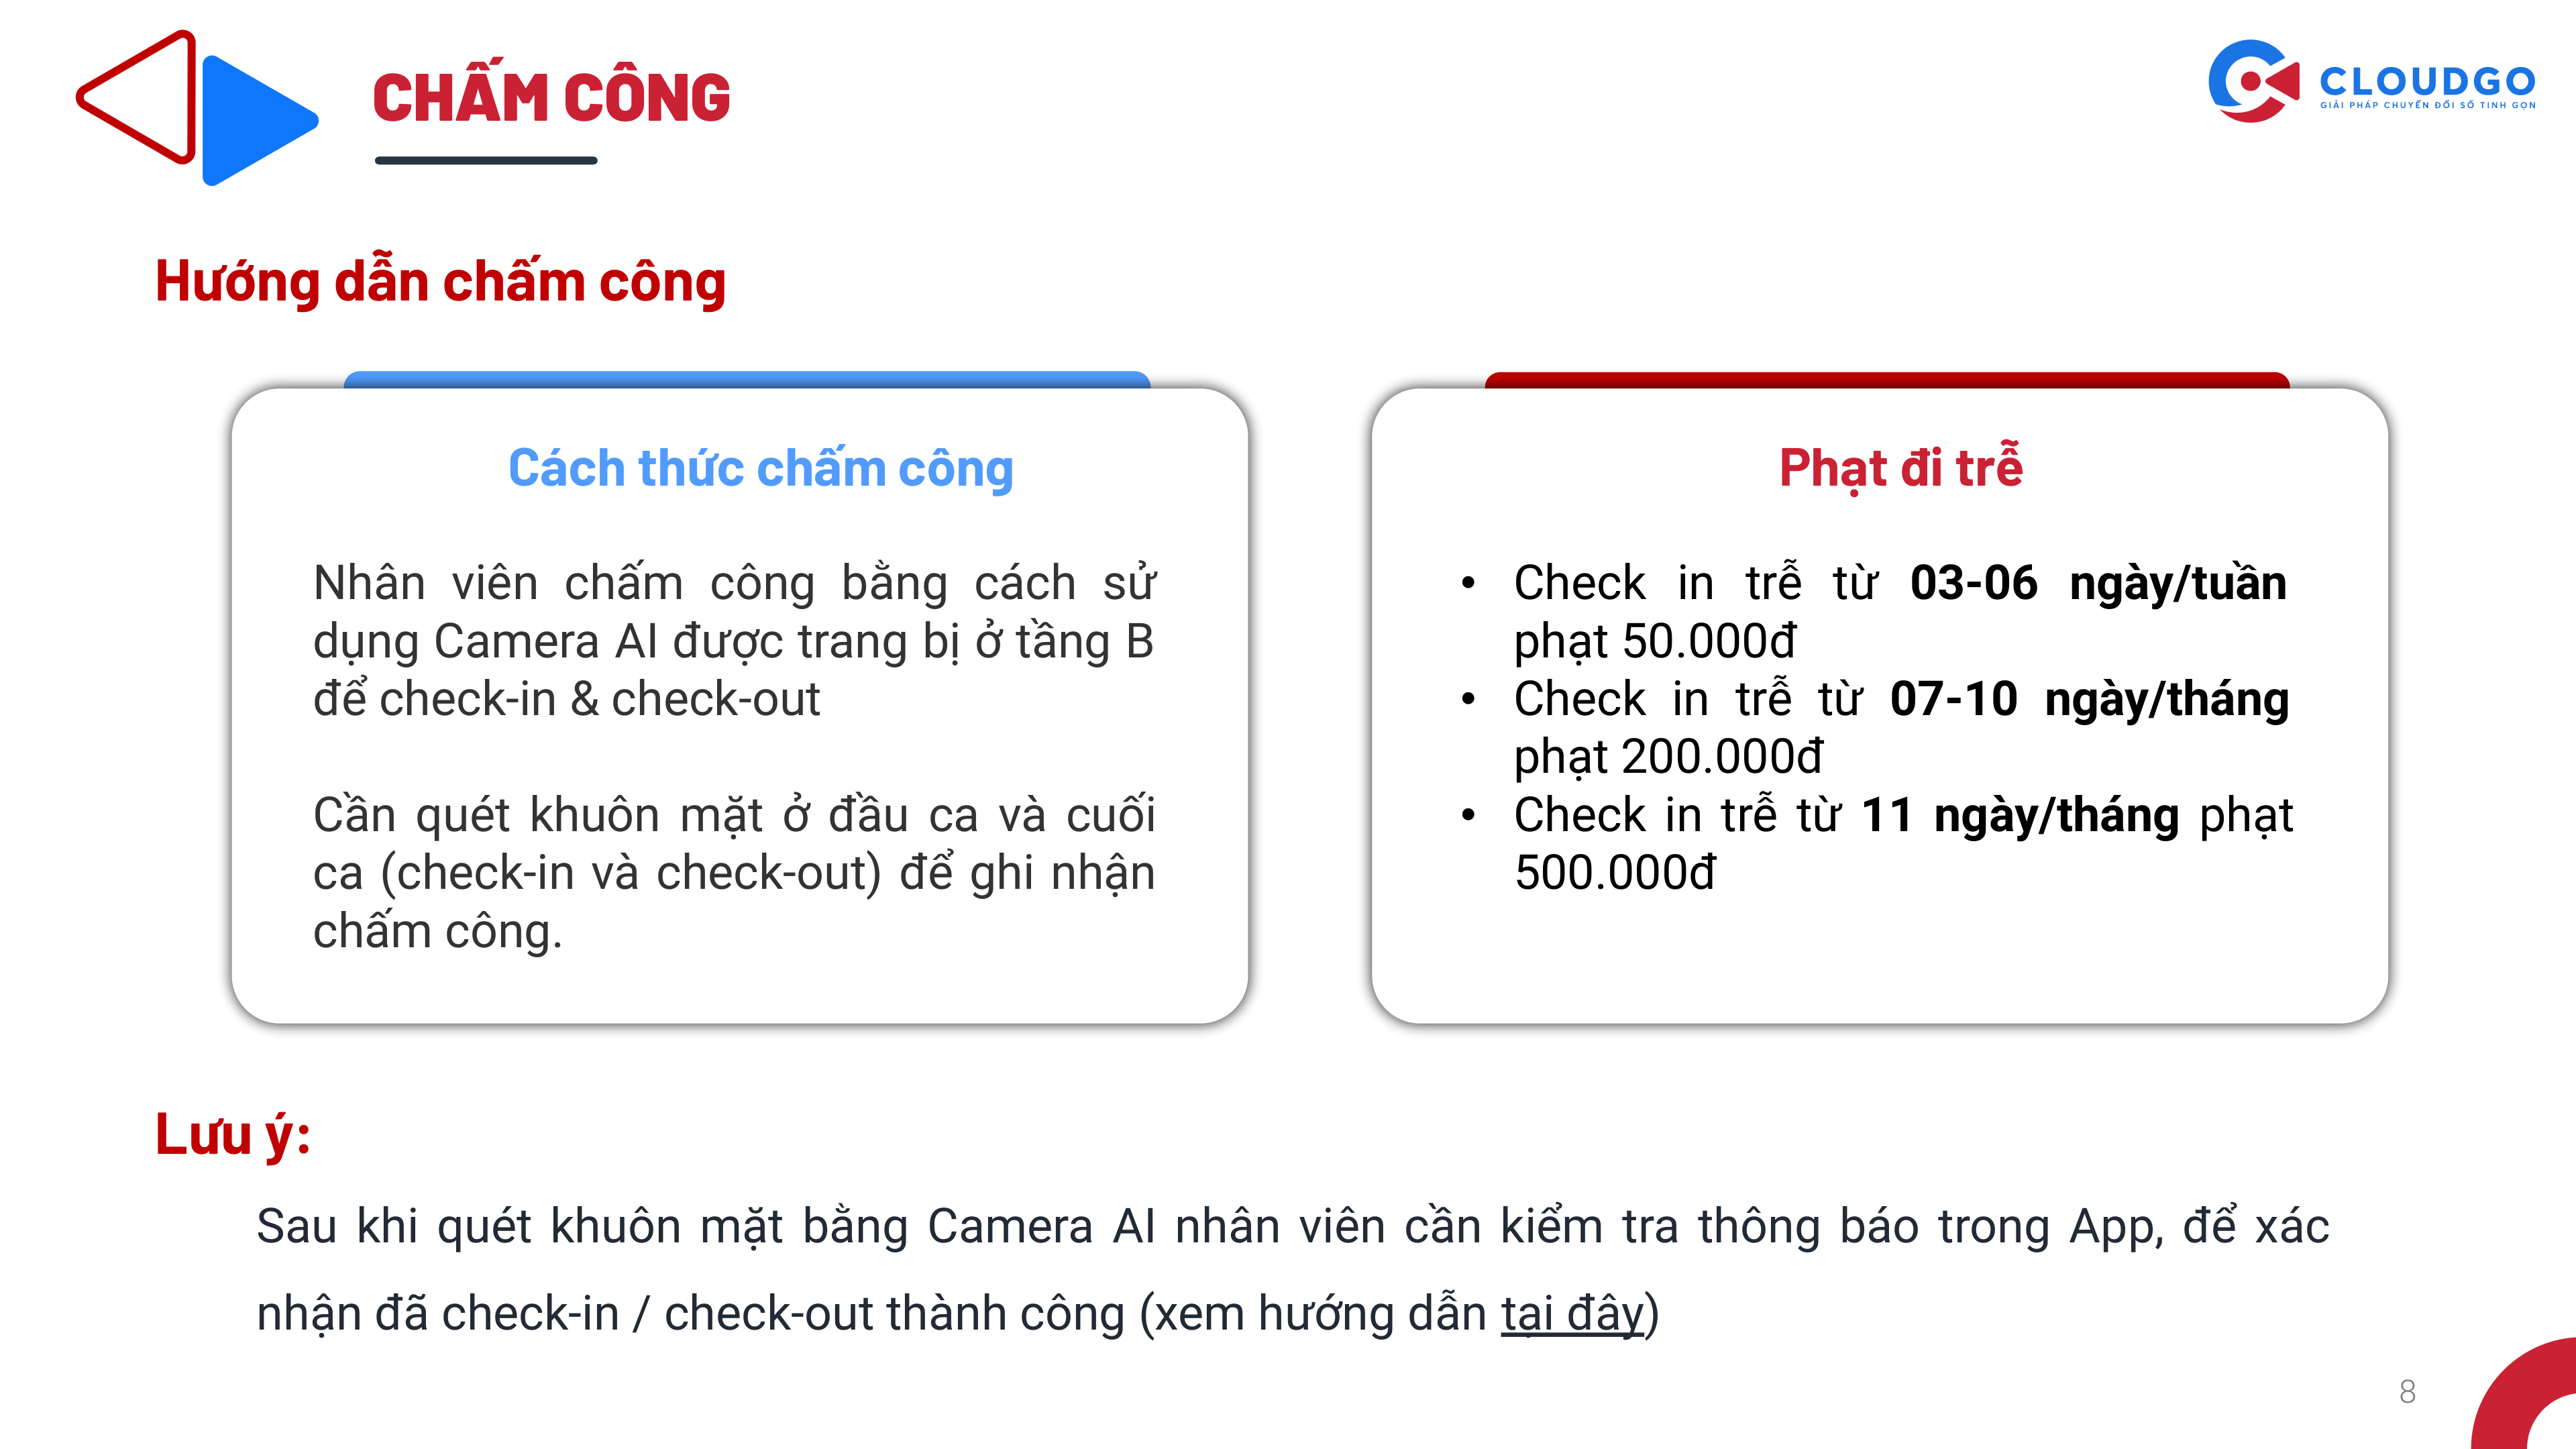 CHẤM CÔNG
CLOUDGO
GIẢI PHÁP CHUYỂN ĐỔI SỐ TINH GỌN
Hướng dẫn chấm công
Cách thức chấm công
Nhân viên chấm công bằng cách sử
dụng Camera AI được trang bị ở tầng B
để check-in & check-out
Cần quét khuôn mặt ở đầu ca và cuối
ca (check-in và check-out) để ghi nhận
chấm công.
Phạt đi trễ
• Check in trễ từ 03-06 ngày/tuần
phạt 50.000đ
• Check in trễ từ 07-10 ngày/tháng
phạt 200.000đ
• Check in trễ từ 11 ngày/tháng phạt
500.000đ
Lưu ý:
Sau khi quét khuôn mặt bằng Camera AI nhân viên cần kiểm tra thông báo trong App, để xác
nhận đã check-in / check-out thành công (xem hướng dẫn tại đây)
8